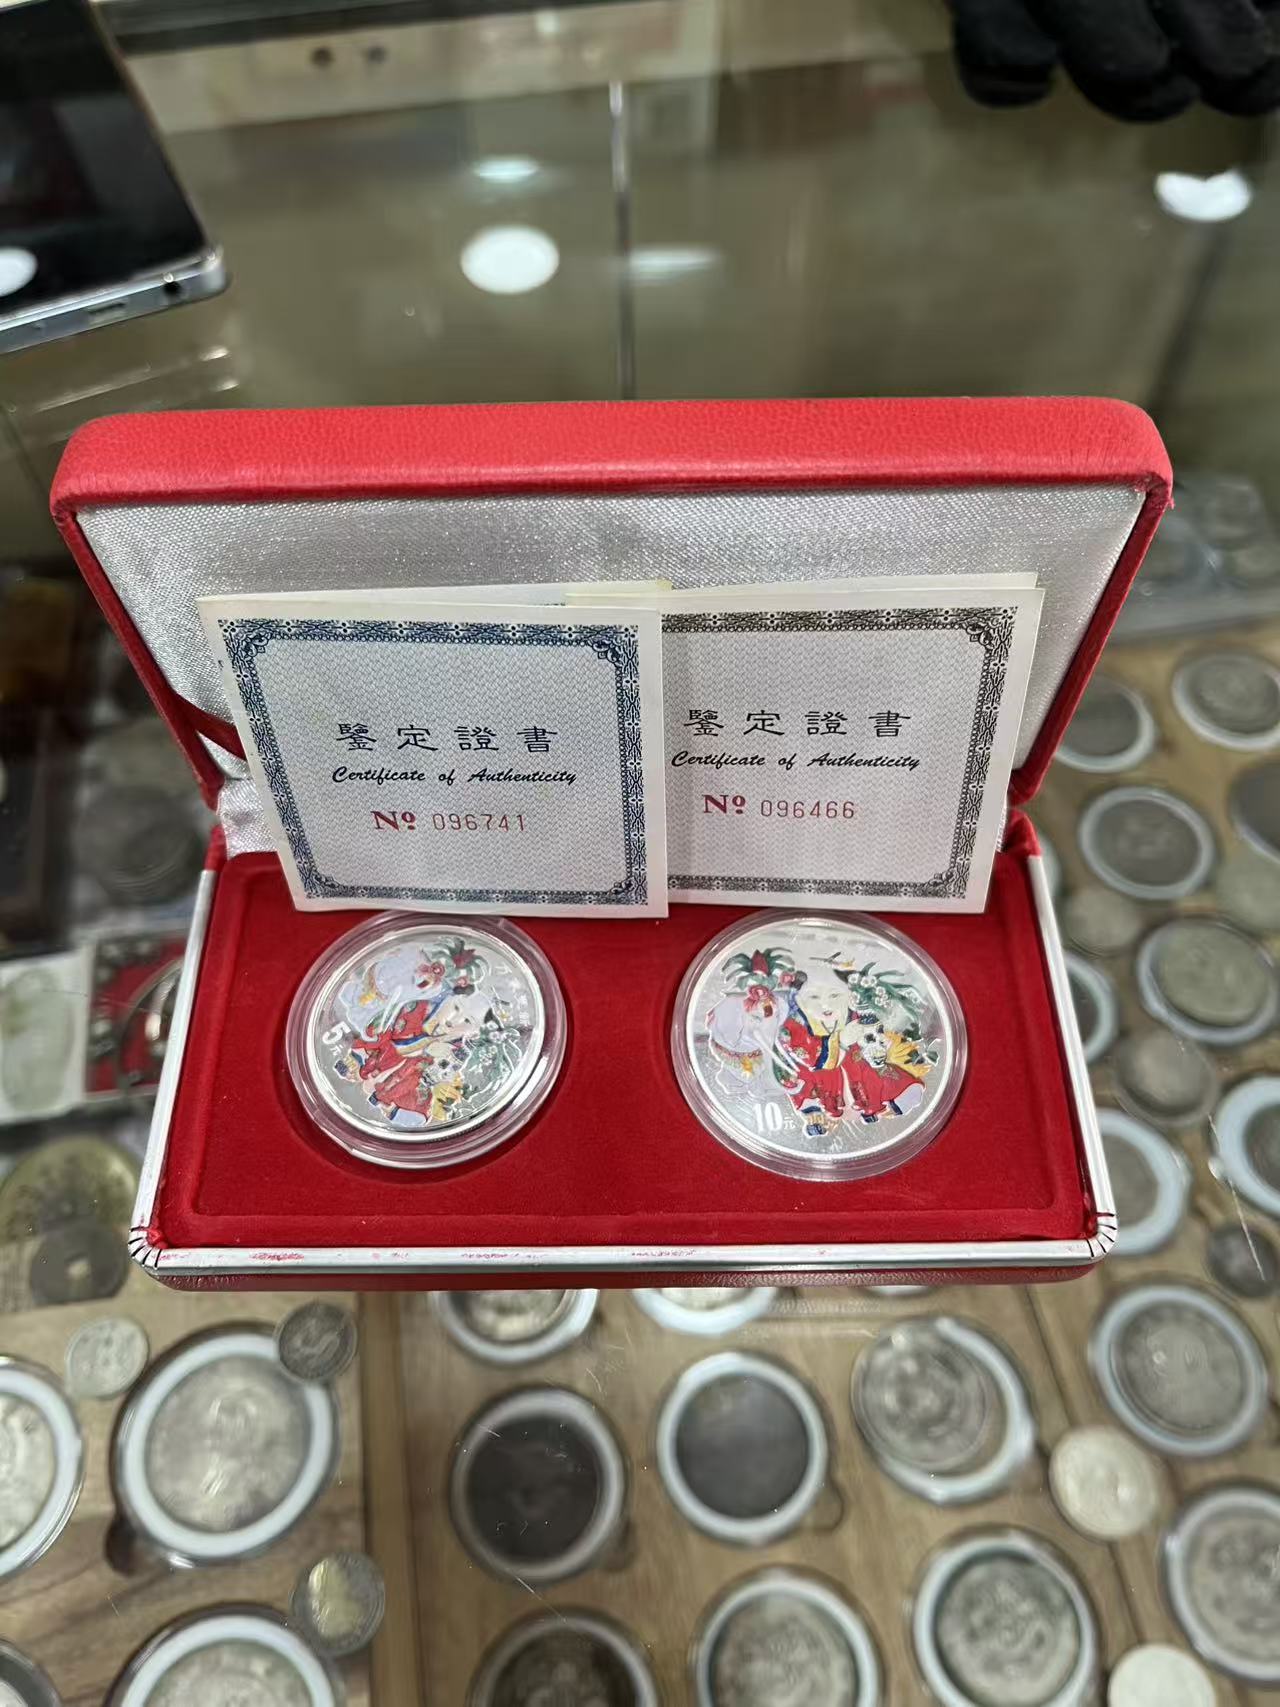 鑒定證書
Certificate of Authenticity
Nº 096741
鑒定證書
Certificate of Authenticity
Nº 096466
5元
10元